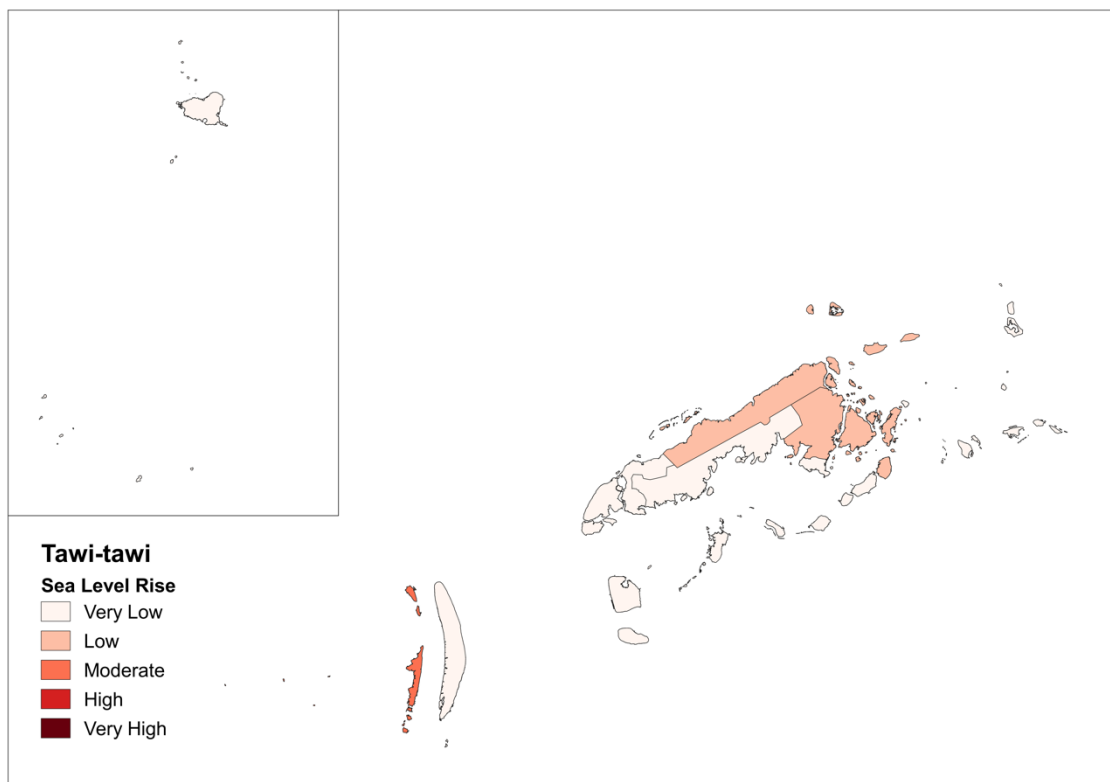 Tawi-tawi
Sea Level Rise
Very Low
Low
Moderate
High
Very High